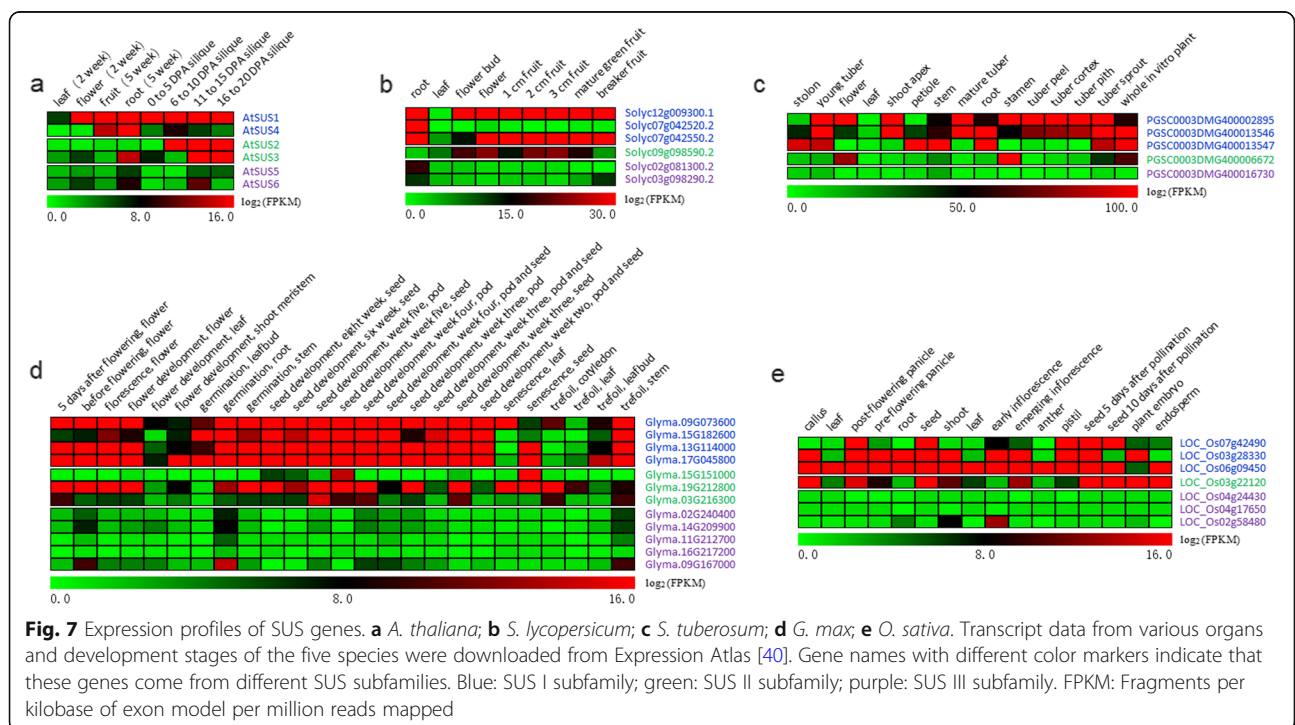 a
leaf (2 week)
flower (2 week)
fruit (5 week)
root (5 week)
0 to 5 DPA silique
6 to 10 DPA silique
11 to 15 DPA silique
16 to 20 DPA silique
AtSUS1
AtSUS4
AtSUS2
AtSUS3
AtSUS5
AtSUS6
log2(FPKM)
0.0 8.0 16.0
b
root
leaf
flower bud
flower
1 cm fruit
2 cm fruit
3 cm fruit
mature green fruit
breaker fruit
Solyc12g009300.1
Solyc07g042520.2
Solyc07g042550.2
Solyc09g098590.2
Solyc02g081300.2
Solyc03g098290.2
log2(FPKM)
0.0 15.0 30.0
c
stolon
young tuber
flower
leaf
shoot apex
petiole
stem
mature tuber
root
stamen
tuber peel
tuber cortex
tuber pith
tuber sprout
whole in vitro plant
PGSC0003DMG400002895
PGSC0003DMG400013546
PGSC0003DMG400013547
PGSC0003DMG400006672
PGSC0003DMG400016730
log2(FPKM)
0.0 50.0 100.0
d
5 days after flowering, flower
before flowering, flower
florescence, flower
flower development, flower
flower development, leaf
flower development, shoot meristem
germination, leafbud
germination, root
germination, stem
seed development, eight week, seed
seed development, six week, seed
seed development, week five, pod
seed development, week five, seed
seed development, week four, pod
seed development, week four, pod and seed
seed development, week three, pod
seed development, week three, pod and seed
seed development, week three, seed
seed development, week two, pod and seed
senescence, leaf
senescence, seed
trefoil, cotyledon
trefoil, leaf
trefoil, leafbud
trefoil, stem
Glyma.09G073600
Glyma.15G182600
Glyma.13G114000
Glyma.17G045800
Glyma.15G151000
Glyma.19G212800
Glyma.03G216300
Glyma.02G240400
Glyma.14G209900
Glyma.11G212700
Glyma.16G217200
Glyma.09G167000
log2(FPKM)
0.0 8.0 16.0
e
callus
leaf
post-flowering panicle
pre-flowering panicle
root
seed
shoot
leaf
early inflorescence
emerging inflorescence
anther
pistil
seed 5 days after pollination
seed 10 days after pollination
plant embryo
endosperm
LOC_Os07g42490
LOC_Os03g28330
LOC_Os06g09450
LOC_Os03g22120
LOC_Os04g24430
LOC_Os04g17650
LOC_Os02g58480
log2(FPKM)
0.0 8.0 16.0
Fig. 7 Expression profiles of SUS genes. a A. thaliana; b S. lycopersicum; c S. tuberosum; d G. max; e O. sativa. Transcript data from various organs
and development stages of the five species were downloaded from Expression Atlas [40]. Gene names with different color markers indicate that
these genes come from different SUS subfamilies. Blue: SUS I subfamily; green: SUS II subfamily; purple: SUS III subfamily. FPKM: Fragments per
kilobase of exon model per million reads mapped